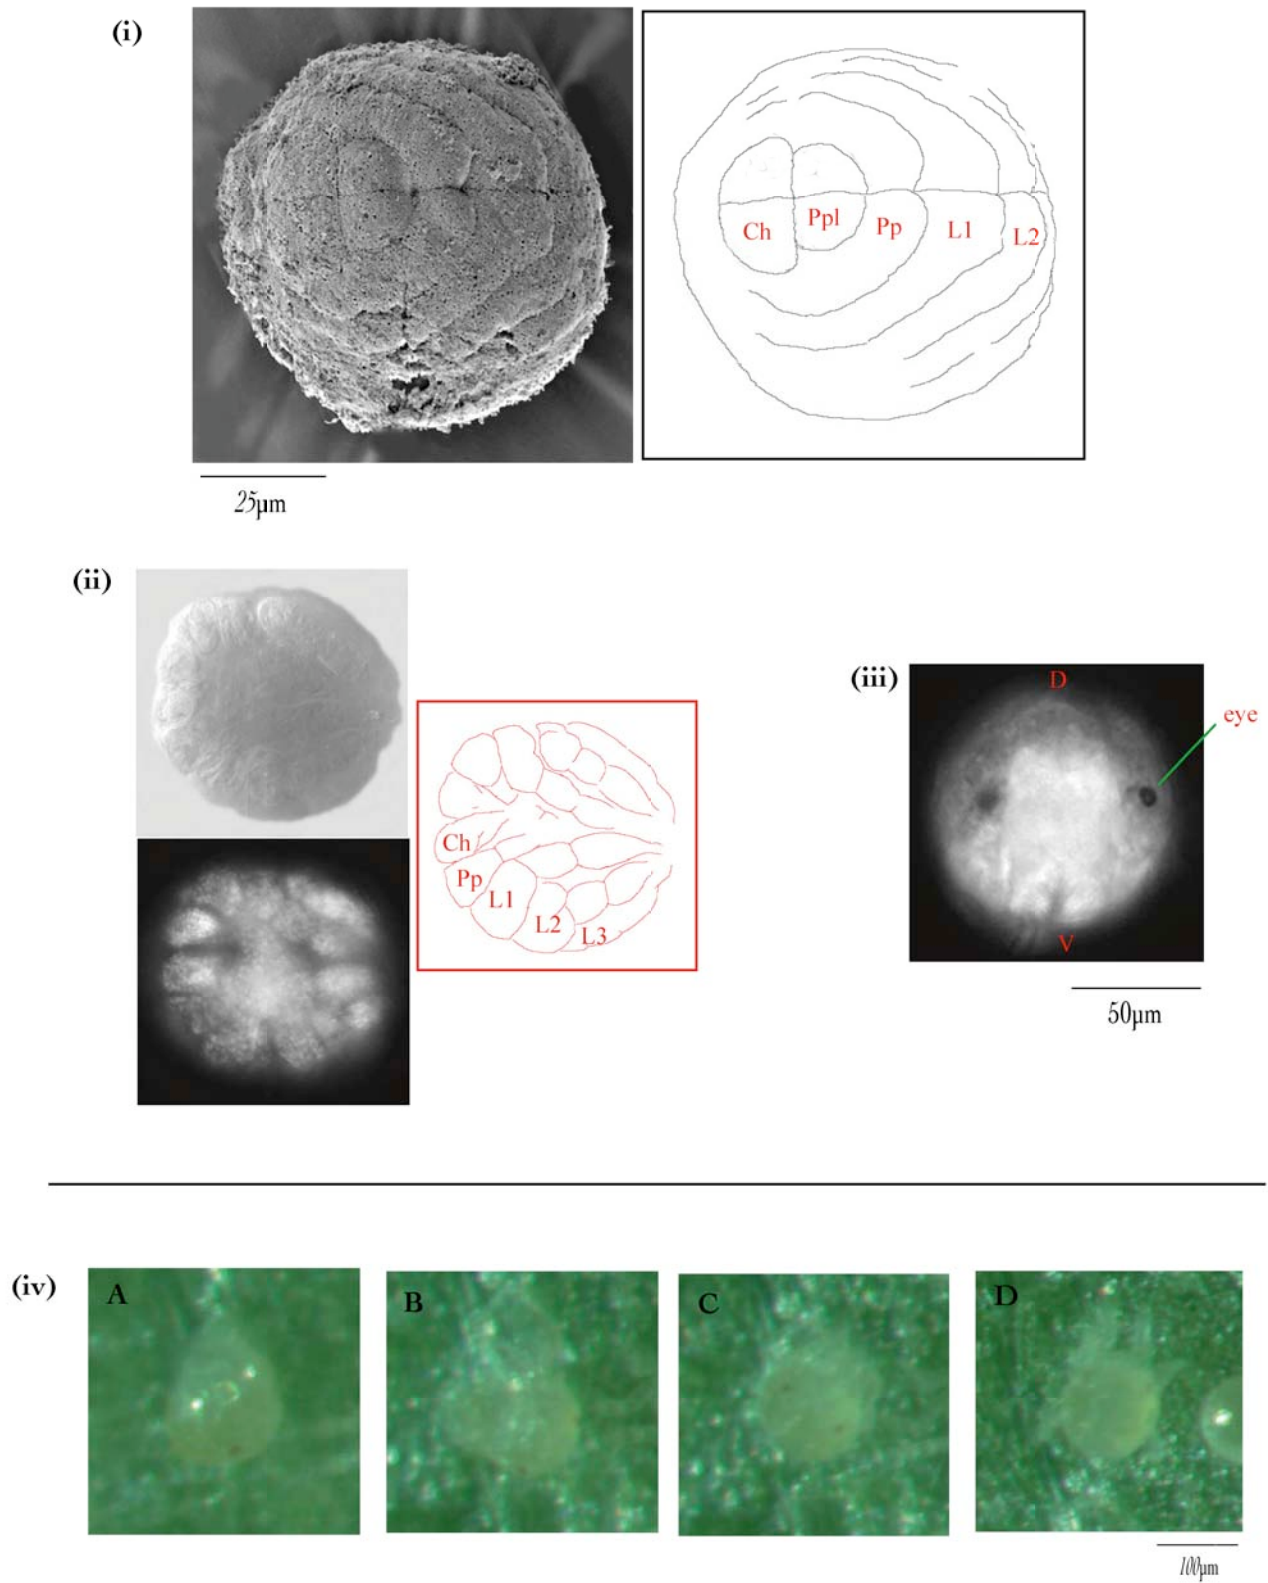 (i)
Ch Ppl Pp L1 L2
25μm
(ii)
Ch
Pp
L1
L2
L3
(iii)
D
eye
V
50μm
(iv)
A B C D
100μm